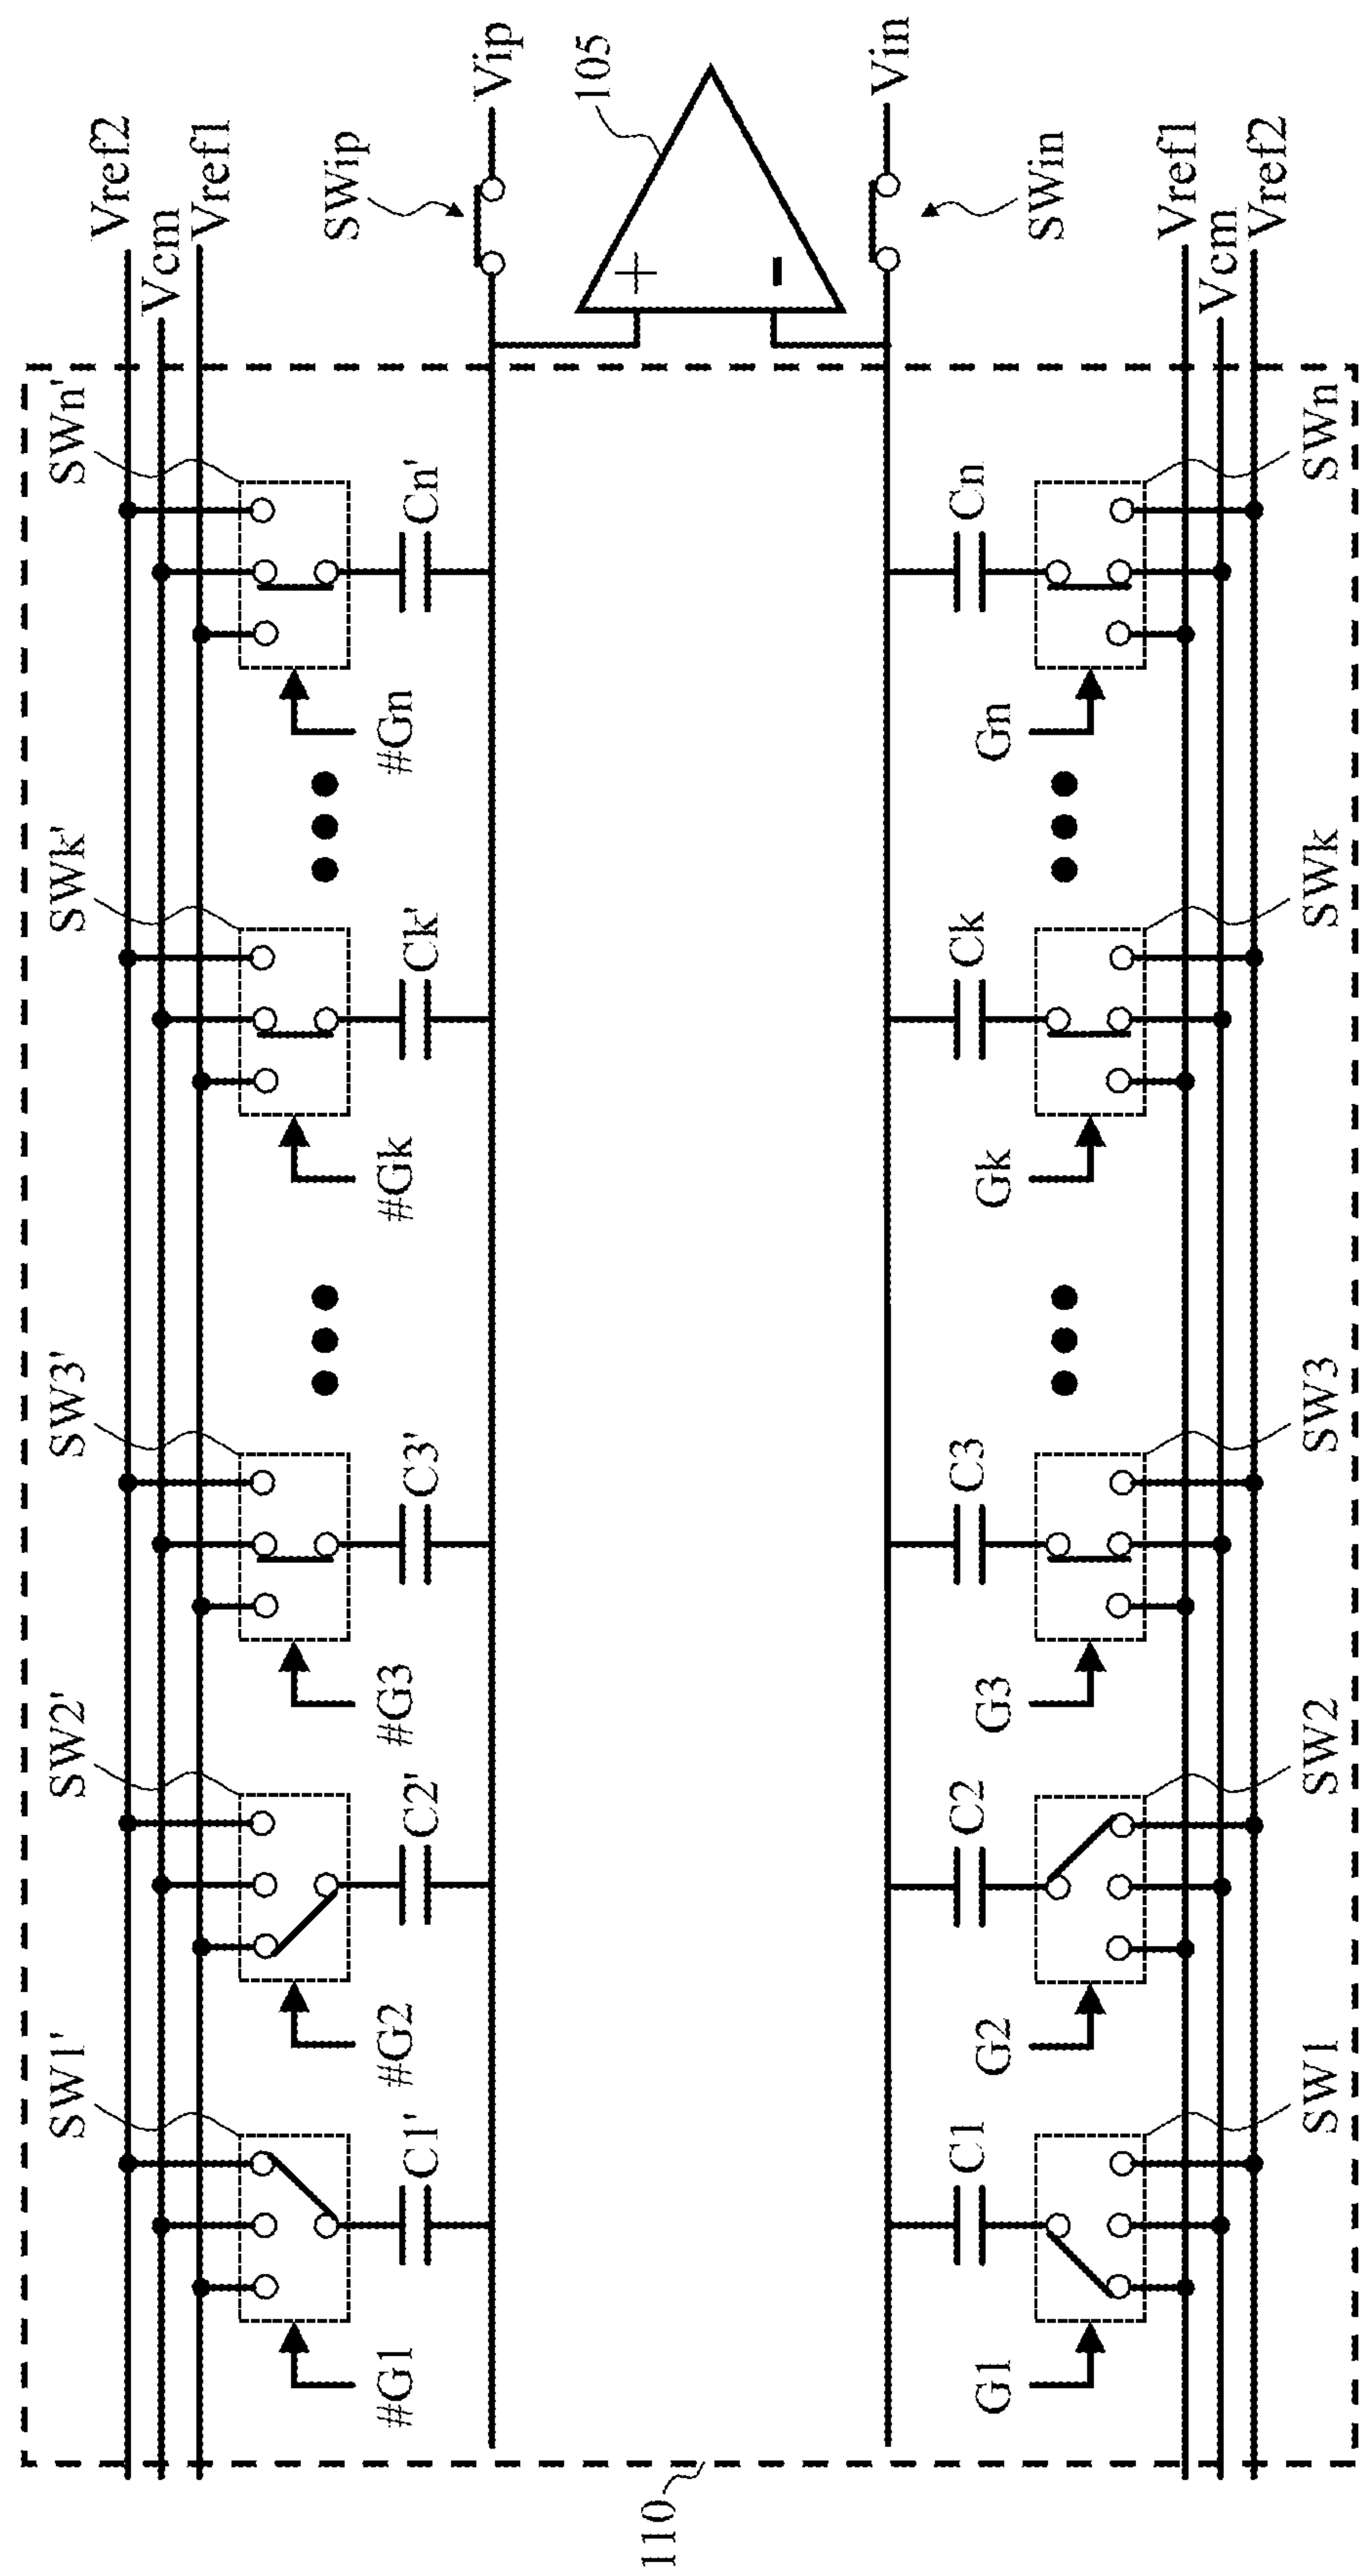 Vref2
Vcm
Vref1
SW1'
SW2'
SW3'
SWk'
SWn'
#G1
#G2
#G3
#Gk
#Gn
C1'
C2'
C3'
Ck'
Cn'
SWip
Vip
110
105
+
-
Vin
SWin
C1
C2
C3
Ck
Cn
G1
G2
G3
Gk
Gn
SW1
SW2
SW3
SWk
SWn
Vref1
Vcm
Vref2